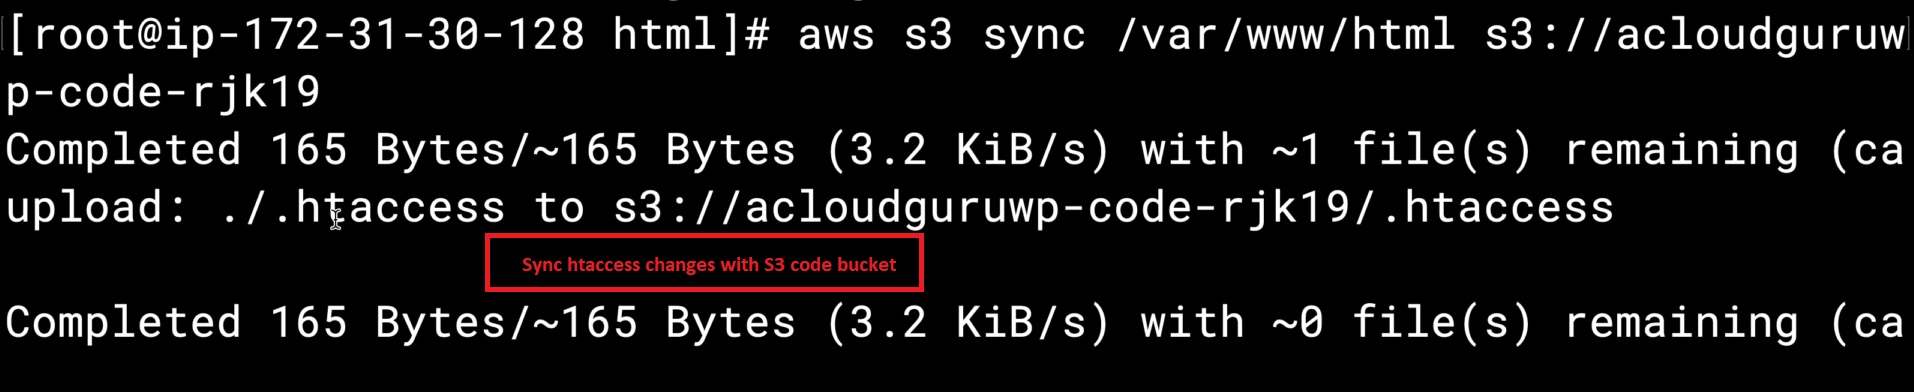 [root@ip-172-31-30-128 html]# aws s3 sync /var/www/html s3://acloudguruw
p-code-rjk19
Completed 165 Bytes/~165 Bytes (3.2 KiB/s) with ~1 file(s) remaining (ca
upload: ./.htaccess to s3://acloudguruwp-code-rjk19/.htaccess
Sync htaccess changes with S3 code bucket
Completed 165 Bytes/~165 Bytes (3.2 KiB/s) with ~0 file(s) remaining (ca